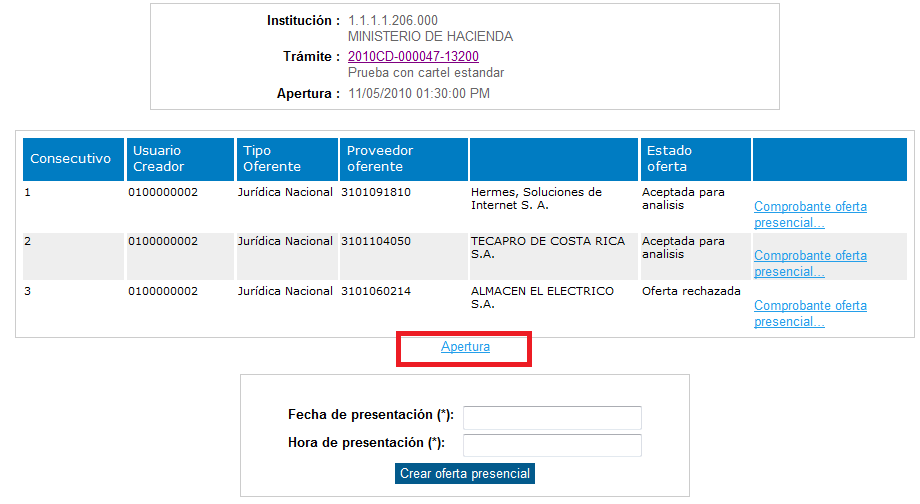 Institución : 1.1.1.1.206.000
MINISTERIO DE HACIENDA
Trámite : 2010CD-000047-13200
Prueba con cartel estandar
Apertura : 11/05/2010 01:30:00 PM
Consecutivo Usuario Creador Tipo Oferente Proveedor oferente Estado oferta
1 0100000002 Jurídica Nacional 3101091810 Hermes, Soluciones de Internet S. A. Aceptada para analisis Comprobante oferta presencial...
2 0100000002 Jurídica Nacional 3101104050 TECAPRO DE COSTA RICA S.A. Aceptada para analisis Comprobante oferta presencial...
3 0100000002 Jurídica Nacional 3101060214 ALMACEN EL ELECTRICO S.A. Oferta rechazada Comprobante oferta presencial...
Apertura
Fecha de presentación (*):
Hora de presentación (*):
Crear oferta presencial